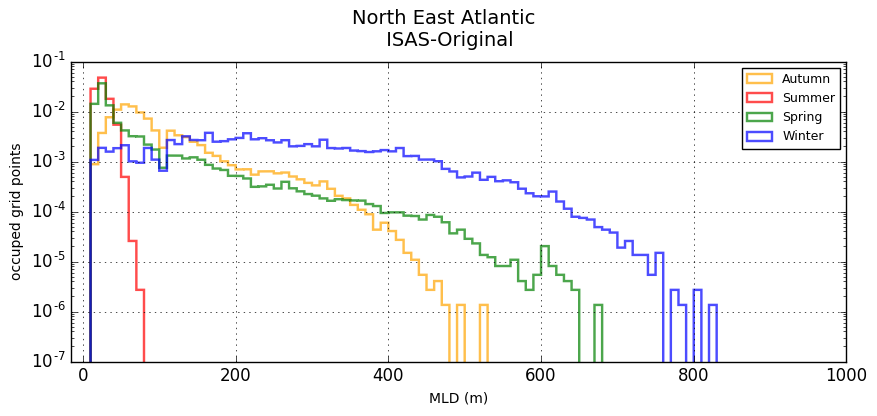 North East Atlantic
ISAS-Original
10^-1
10^-2
10^-3
10^-4
10^-5
10^-6
10^-7
occuped grid points
Autumn
Summer
Spring
Winter
0 200 400 600 800 1000
MLD (m)